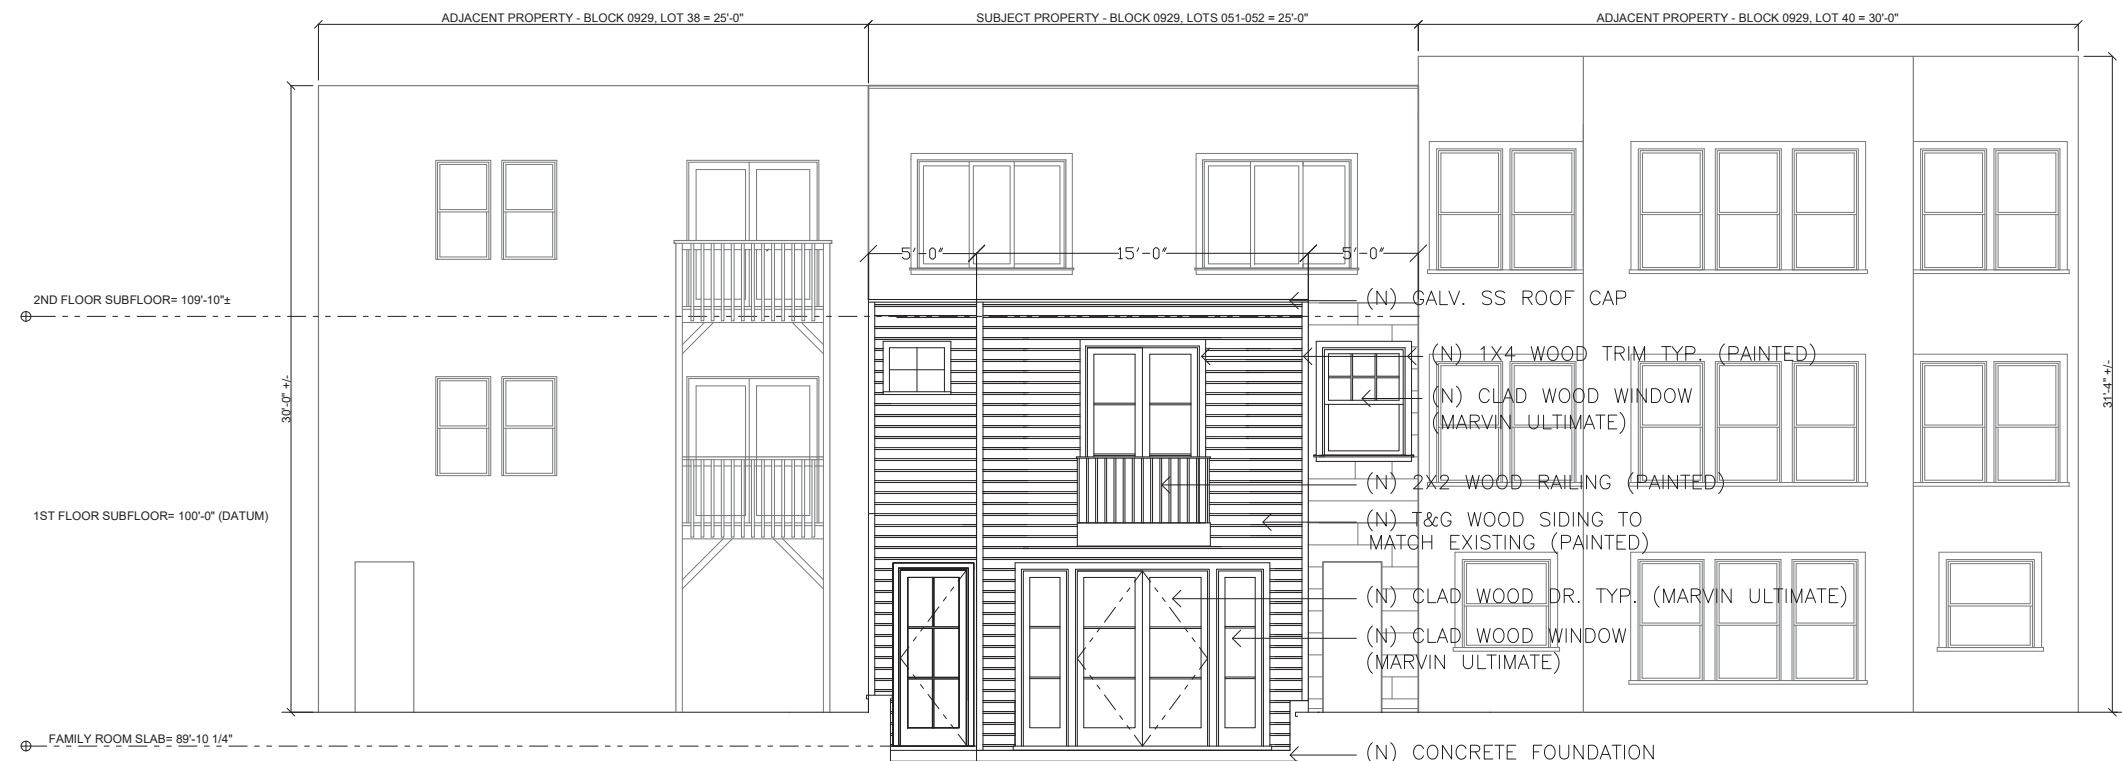 ADJACENT PROPERTY - BLOCK 0929, LOT 38 = 25'-0"
SUBJECT PROPERTY - BLOCK 0929, LOTS 051-052 = 25'-0"
ADJACENT PROPERTY - BLOCK 0929, LOT 40 = 30'-0"
5'-0"
15'-0"
5'-0"
2ND FLOOR SUBFLOOR= 109'-10"±
(N) GALV. SS ROOF CAP
(N) 1X4 WOOD TRIM TYP. (PAINTED)
30'-0" +/-
31'-4" +/-
(N) CLAD WOOD WINDOW
(MARVIN ULTIMATE)
(N) 2X2 WOOD RAILING (PAINTED)
1ST FLOOR SUBFLOOR= 100'-0" (DATUM)
(N) T&G WOOD SIDING TO
MATCH EXISTING (PAINTED)
(N) CLAD WOOD DR. TYP. (MARVIN ULTIMATE)
(N) CLAD WOOD WINDOW
(MARVIN ULTIMATE)
FAMILY ROOM SLAB= 89'-10 1/4"
(N) CONCRETE FOUNDATION